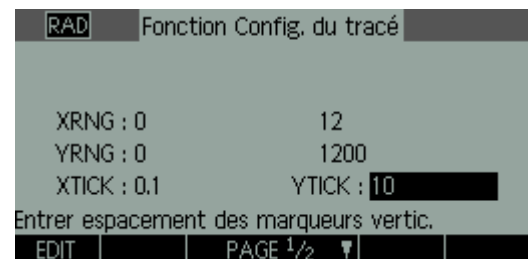 RAD Fonction Config. du tracé
XRNG : 0 12
YRNG : 0 1200
XTICK : 0.1 YTICK : 10
Entrer espacement des marqueurs vertic.
EDIT PAGE 1/2 ▼